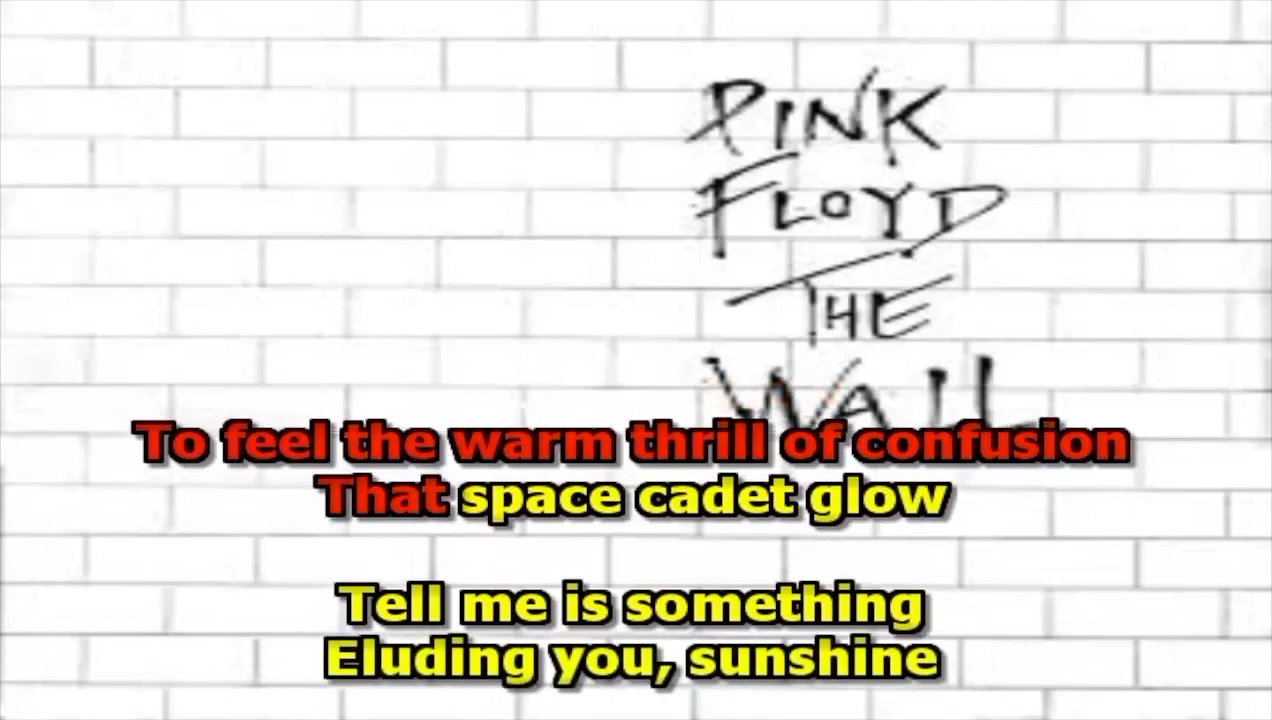 PINK
FLOYD
THE
WALL
To feel the warm thrill of confusion
That space cadet glow
Tell me is something
Eluding you, sunshine